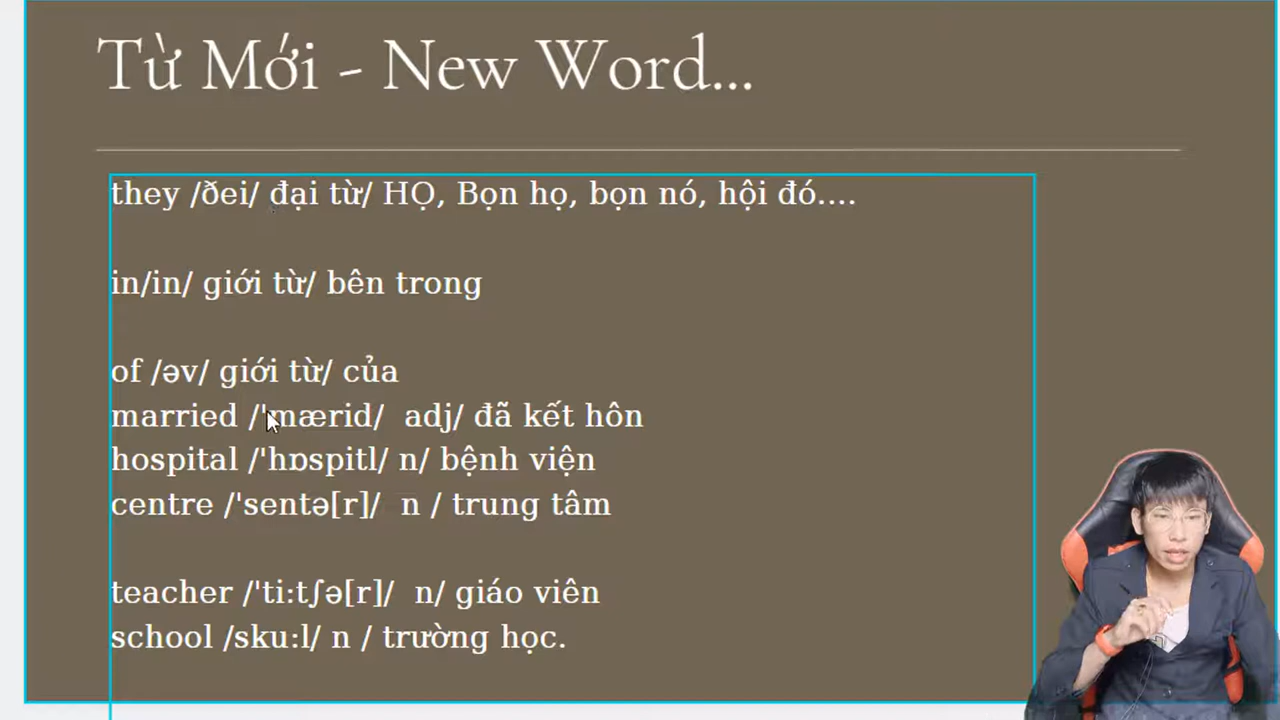 Từ Mới - New Word...
they /ðei/ đại từ/ HỌ, Bọn họ, bọn nó, hội đó....
in/in/ giới từ/ bên trong
of /əv/ giới từ/ của
married /'mærid/  adj/ đã kết hôn
hospital /'hɒspitl/ n/ bệnh viện
centre /'sentə[r]/  n / trung tâm
teacher /'ti:t∫ə[r]/  n/ giáo viên
school /sku:l/ n / trường học.